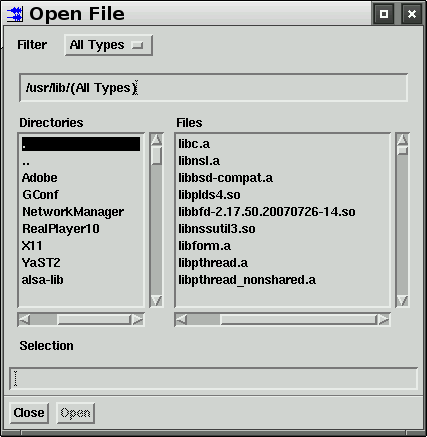 Open File
Filter
All Types
/usr/lib/(All Types)
Directories
.
..
Adobe
GConf
NetworkManager
RealPlayer10
X11
YaST2
alsa-lib
Files
libc.a
libnsl.a
libbsd-compat.a
libplds4.so
libbfd-2.17.50.20070726-14.so
libnssutil3.so
libform.a
libpthread.a
libpthread_nonshared.a
Selection
Close
Open